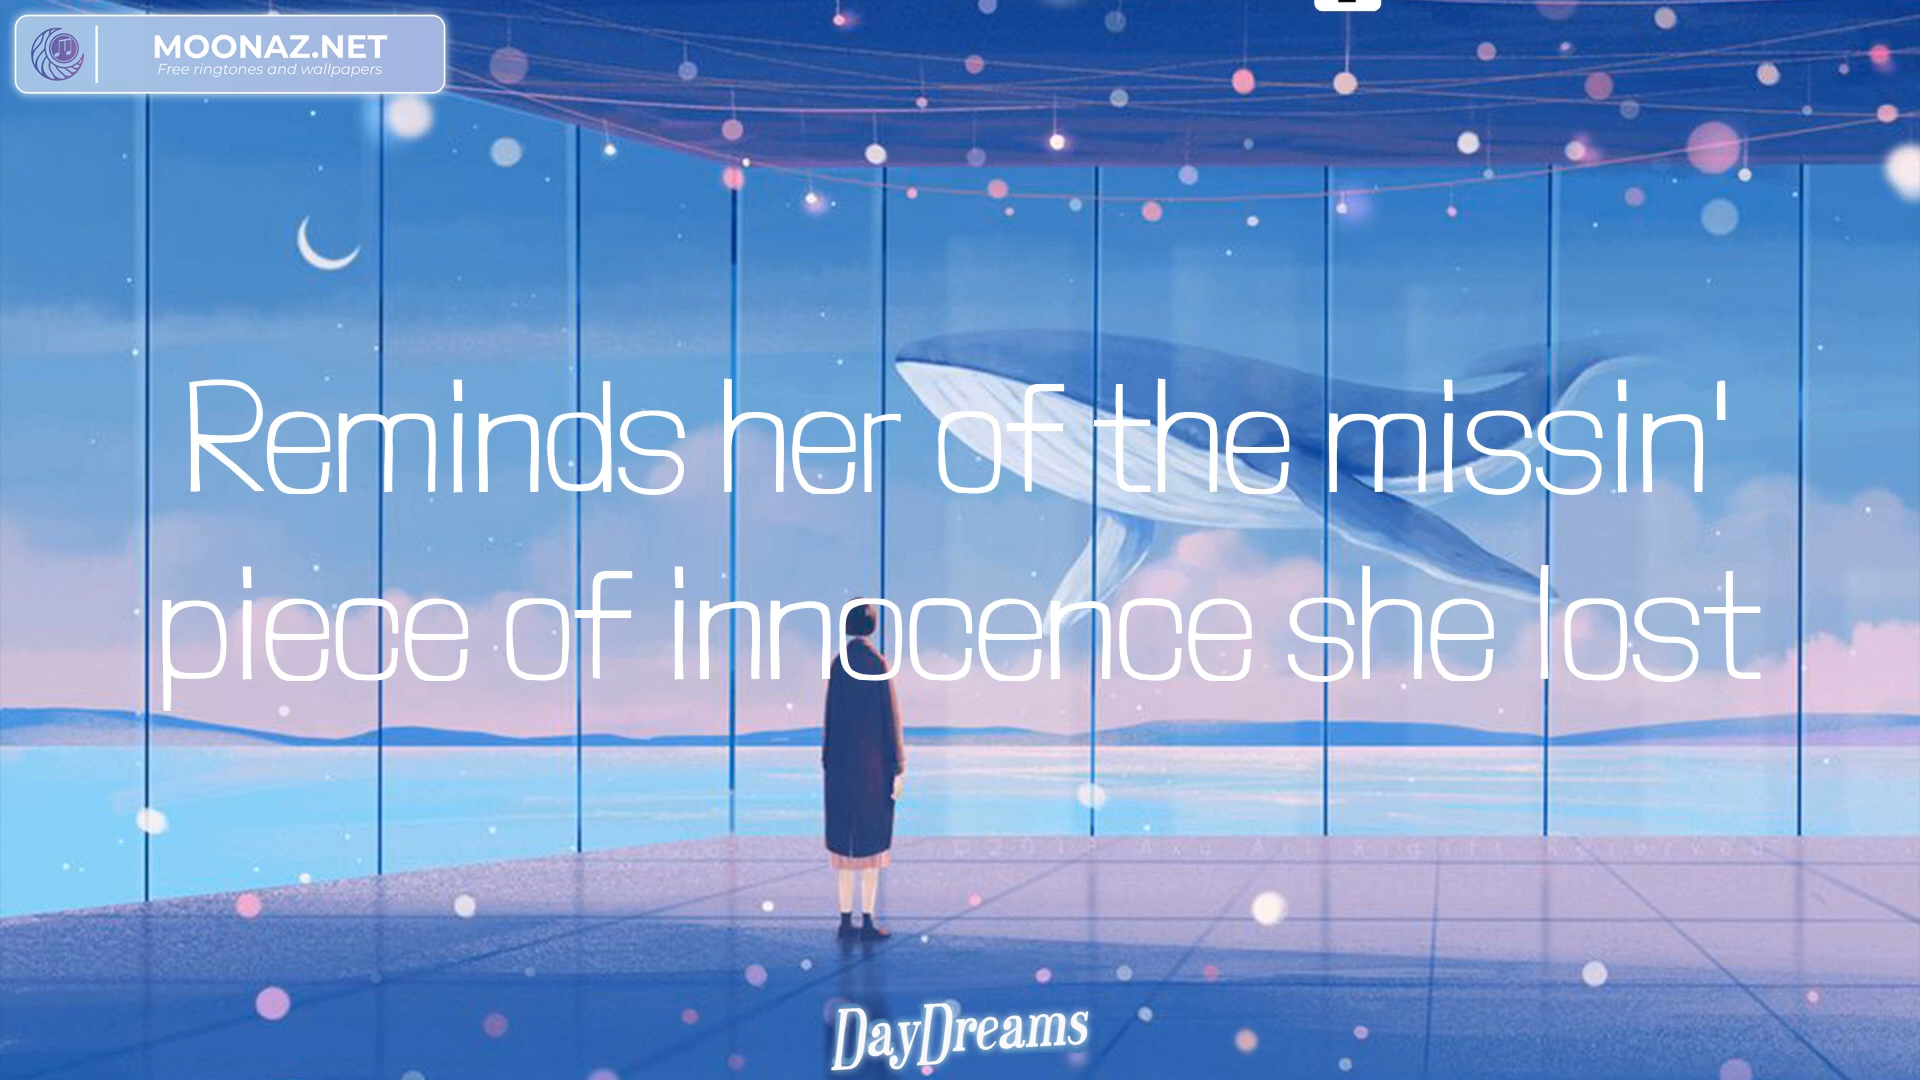 MOONAZ.NET
Free ringtones and wallpapers
Reminds her of the missin'
piece of innocence she lost
DayDreams